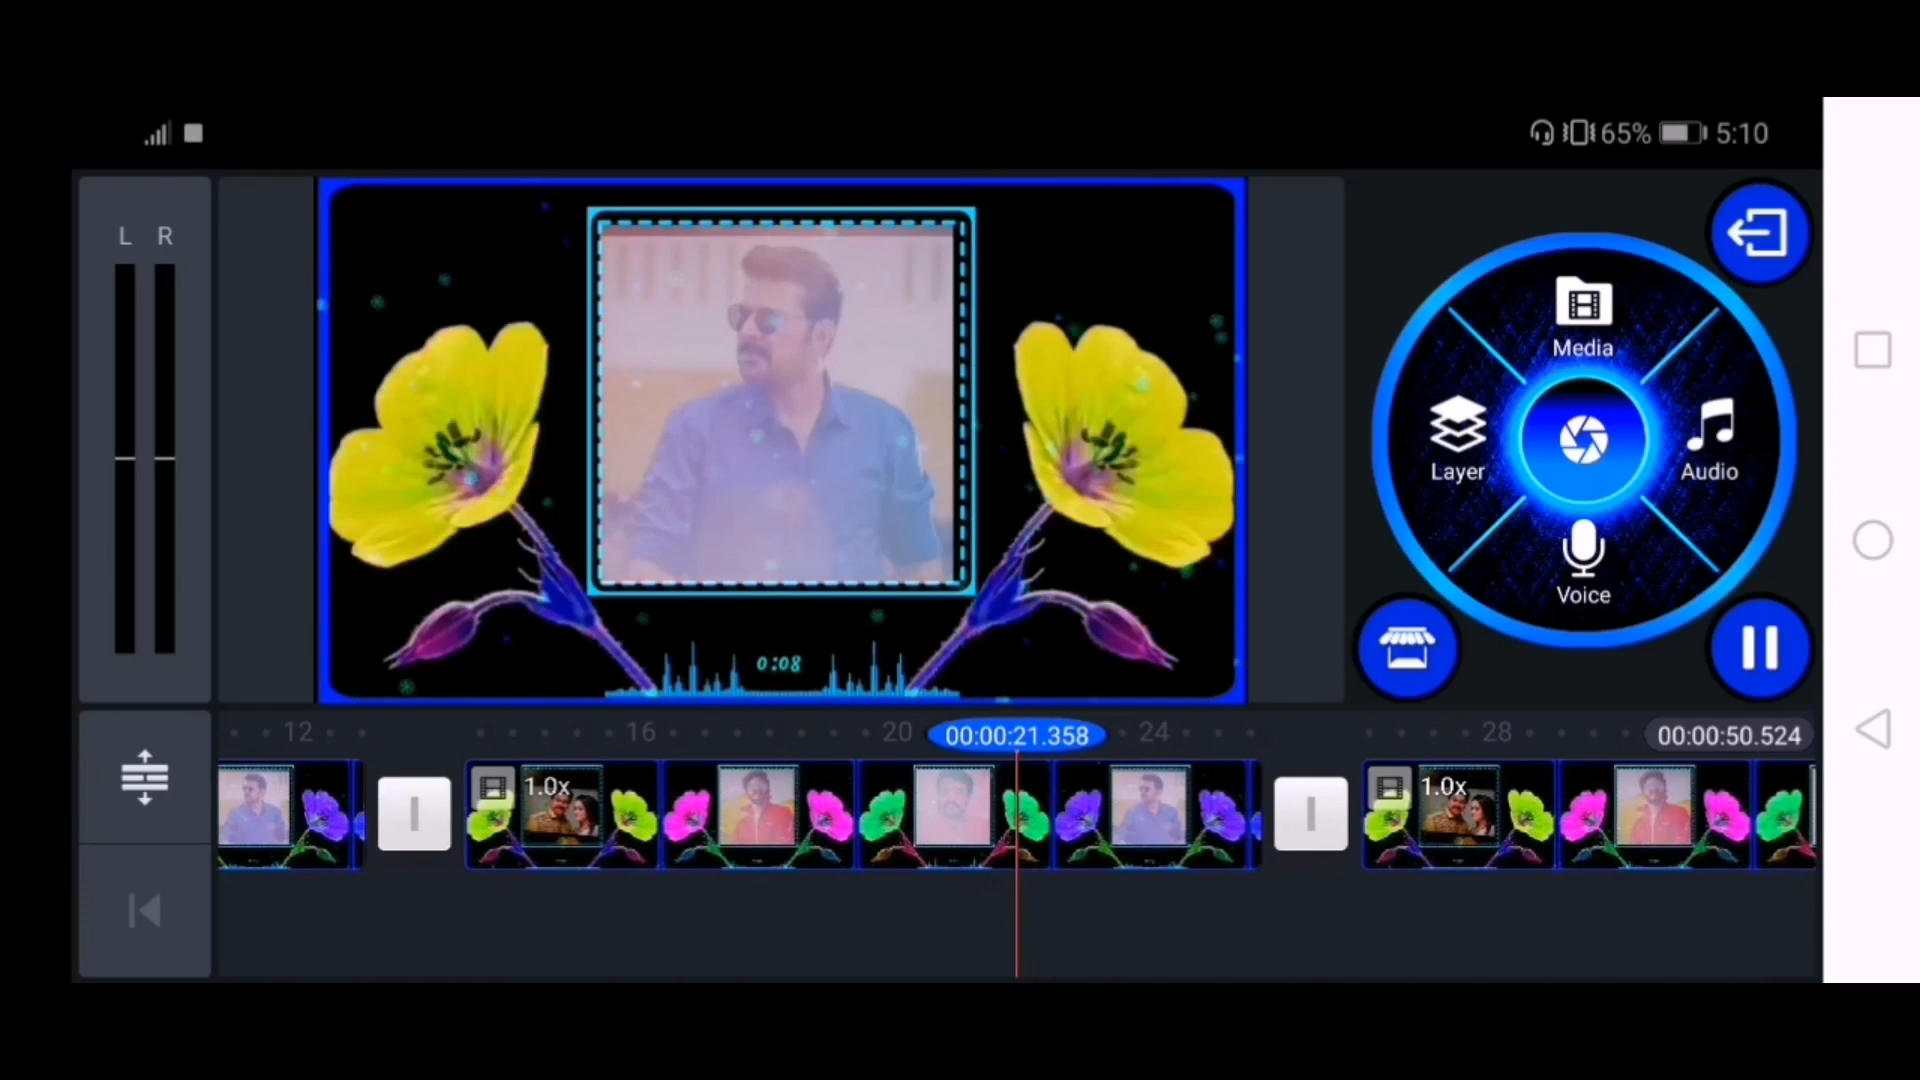 65% 5:10
L R
Media
Layer
Audio
Voice
0:08
12 16 20 00:00:21.358 24 28 00:00:50.524
1.0x 1.0x